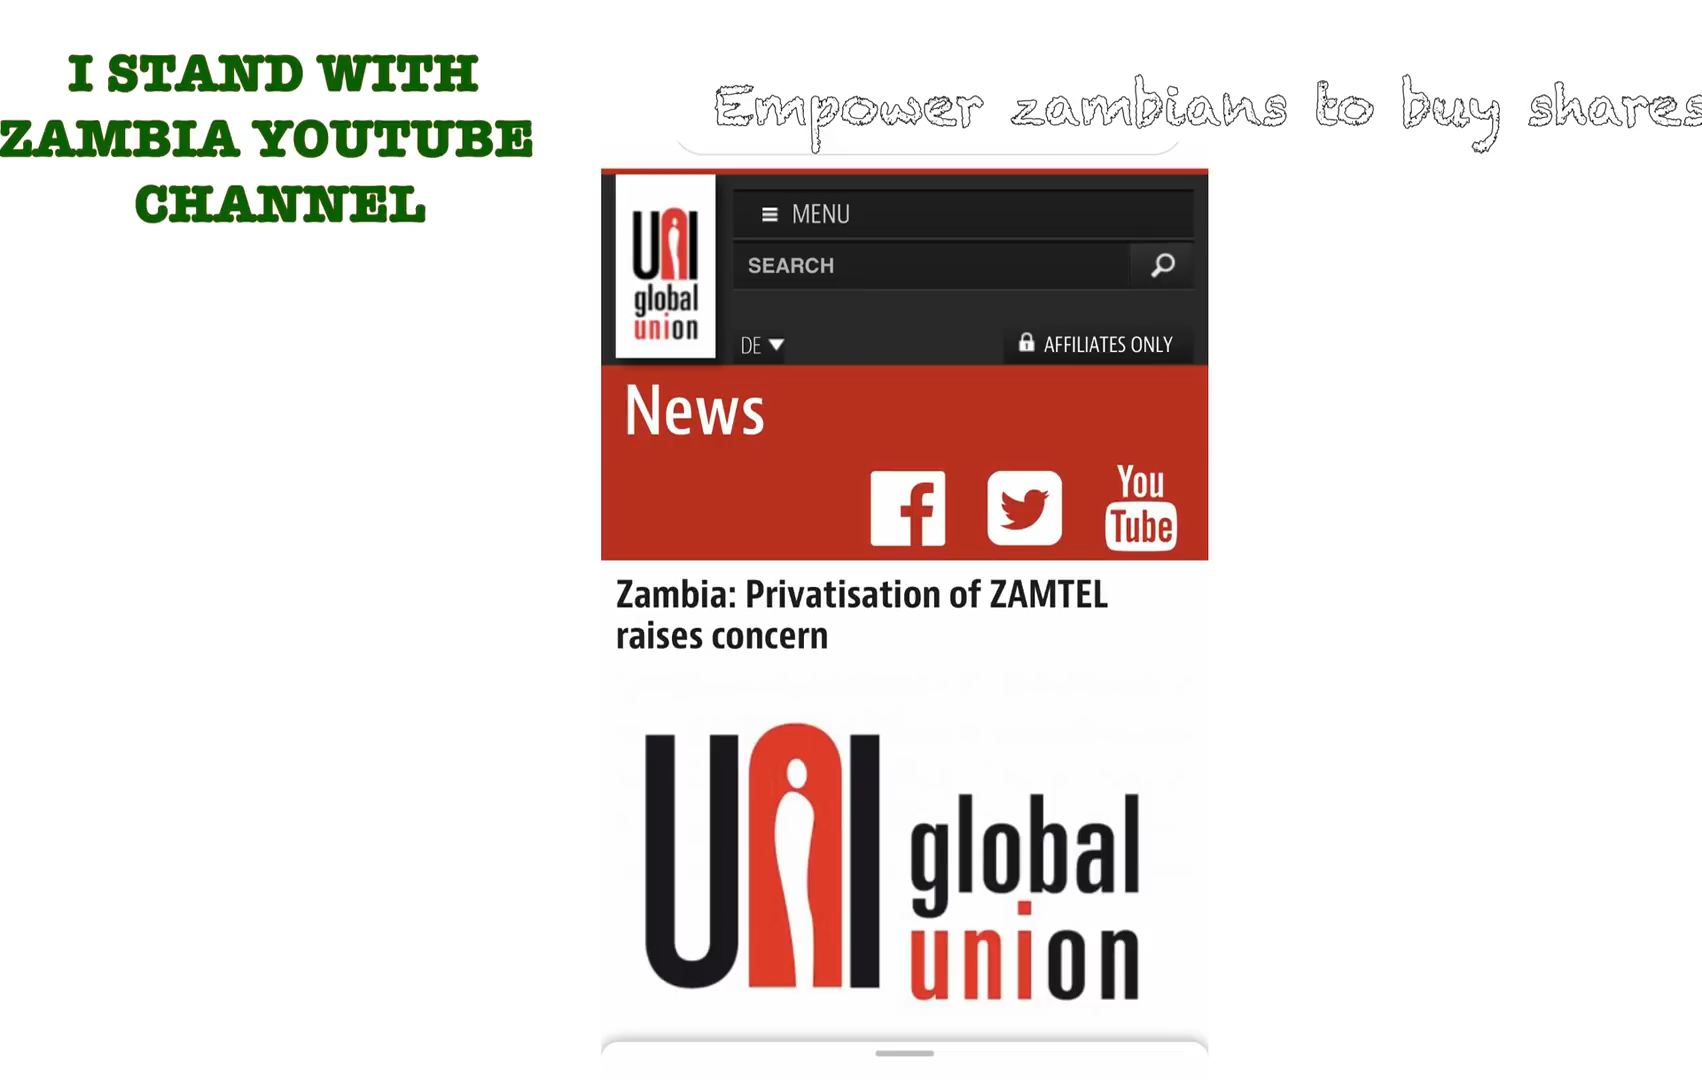 I STAND WITH
ZAMBIA YOUTUBE
CHANNEL
Empower zambians to buy shares
UNI
global
union
MENU
SEARCH
DE
AFFILIATES ONLY
News
You
Tube
Zambia: Privatisation of ZAMTEL
raises concern
UNI
global
union